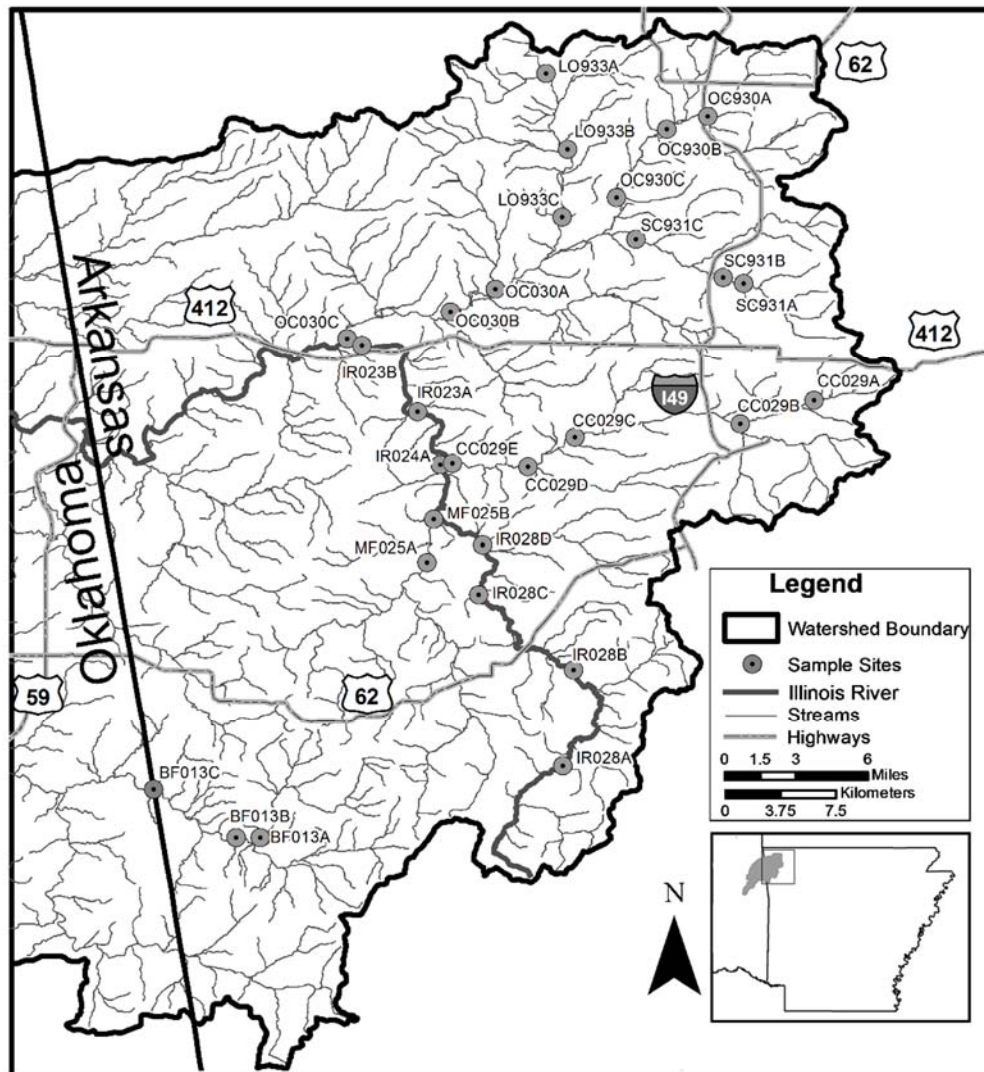 62
LO933A
OC930A
LO933B
OC930B
OC930C
LO933C
SC931C
SC931B
SC931A
Arkansas
412
OC030A
OC030B
OC030C
412
IR023B
I49
CC029A
IR023A
CC029B
CC029C
IR024A
CC029E
CC029D
Oklahoma
MF025B
IR028D
MF025A
IR028C
IR028B
59
62
IR028A
BF013C
BF013B
BF013A
Legend
Watershed Boundary
Sample Sites
Illinois River
Streams
Highways
0 1.5 3 6
Miles
Kilometers
0 3.75 7.5
N